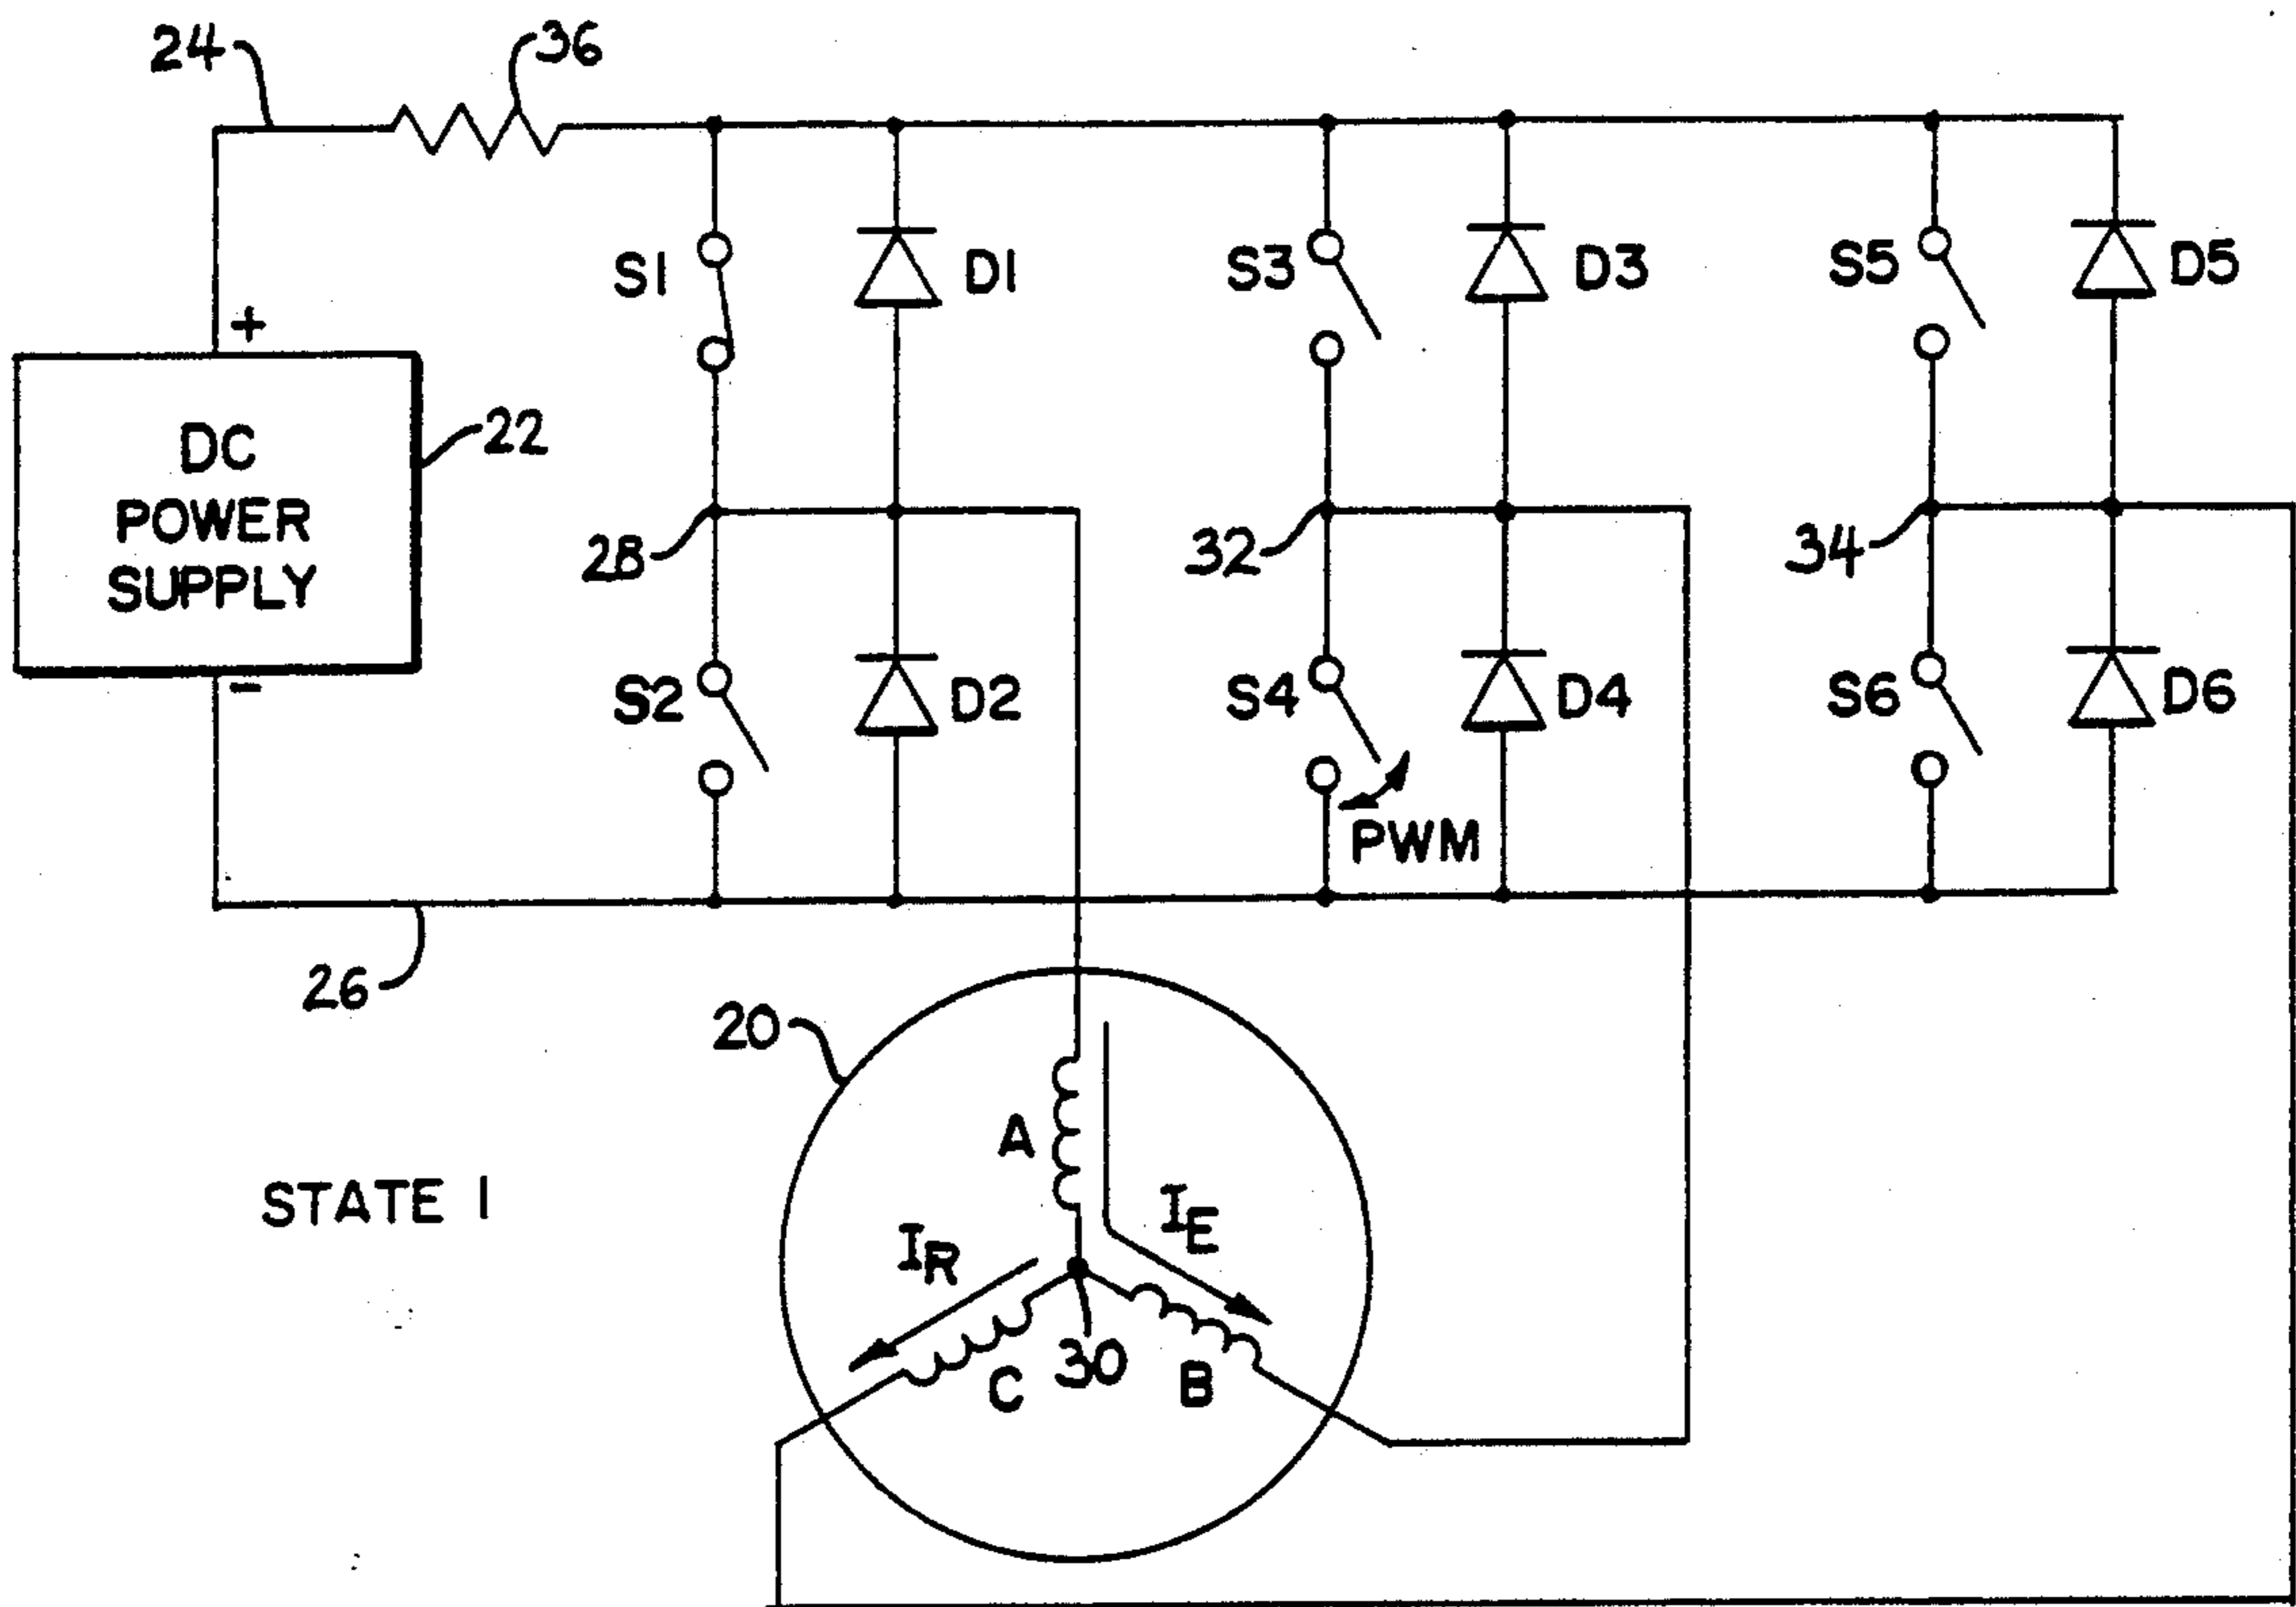 24
36
S1
D1
S3
D3
S5
D5
+
DC
POWER
SUPPLY
22
28
32
34
-
S2
D2
S4
D4
S6
D6
PWM
26
20
A
STATE 1
IR
IE
C
30
B